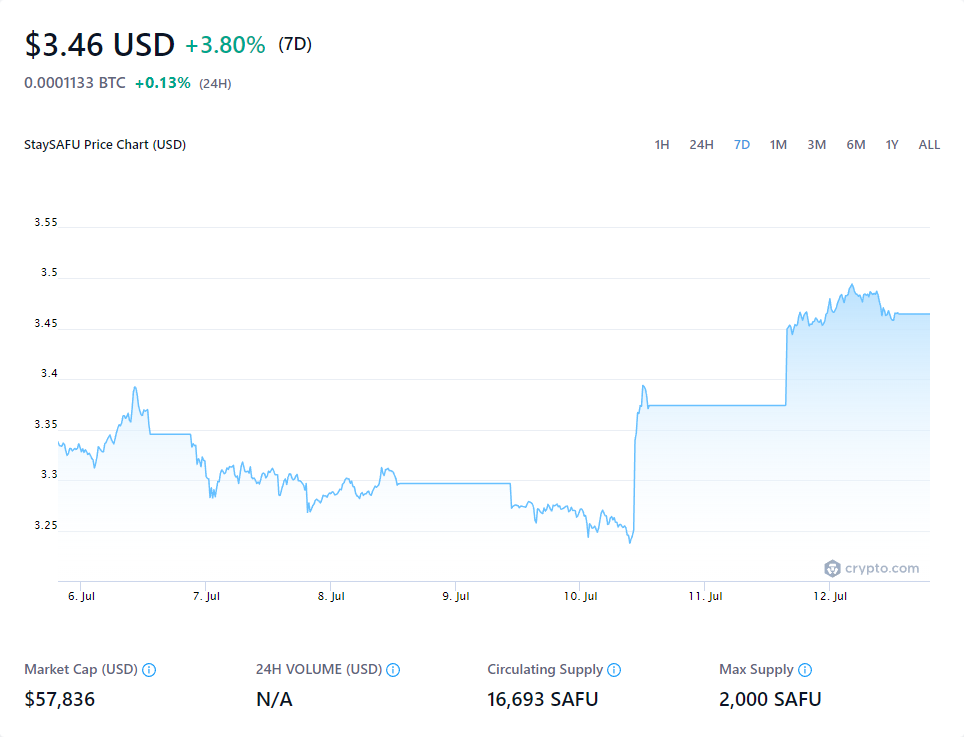 $3.46 USD +3.80% (7D)
0.0001133 BTC +0.13% (24H)
StaySAFU Price Chart (USD) 1H 24H 7D 1M 3M 6M 1Y ALL
3.55
3.5
3.45
3.4
3.35
3.3
3.25
crypto.com
6. Jul 7. Jul 8. Jul 9. Jul 10. Jul 11. Jul 12. Jul
Market Cap (USD) 24H VOLUME (USD) Circulating Supply Max Supply
$57,836 N/A 16,693 SAFU 2,000 SAFU